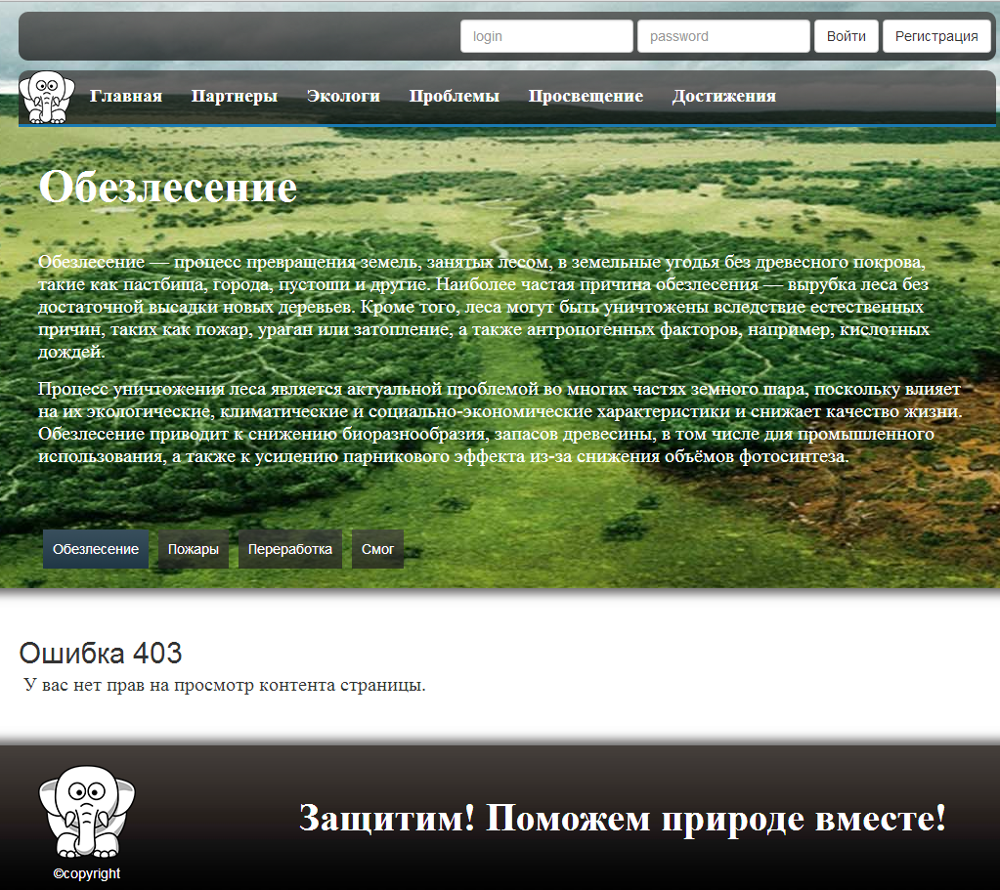 login password Войти Регистрация
Главная Партнеры Экологи Проблемы Просвещение Достижения
Обезлесение
Обезлесение — процесс превращения земель, занятых лесом, в земельные угодья без древесного покрова,
такие как пастбища, города, пустоши и другие. Наиболее частая причина обезлесения — вырубка леса без
достаточной высадки новых деревьев. Кроме того, леса могут быть уничтожены вследствие естественных
причин, таких как пожар, ураган или затопление, а также антропогенных факторов, например, кислотных
дождей.
Процесс уничтожения леса является актуальной проблемой во многих частях земного шара, поскольку влияет
на их экологические, климатические и социально-экономические характеристики и снижает качество жизни.
Обезлесение приводит к снижению биоразнообразия, запасов древесины, в том числе для промышленного
использования, а также к усилению парникового эффекта из-за снижения объёмов фотосинтеза.
Обезлесение Пожары Переработка Смог
Ошибка 403
У вас нет прав на просмотр контента страницы.
Защитим! Поможем природе вместе!
©copyright